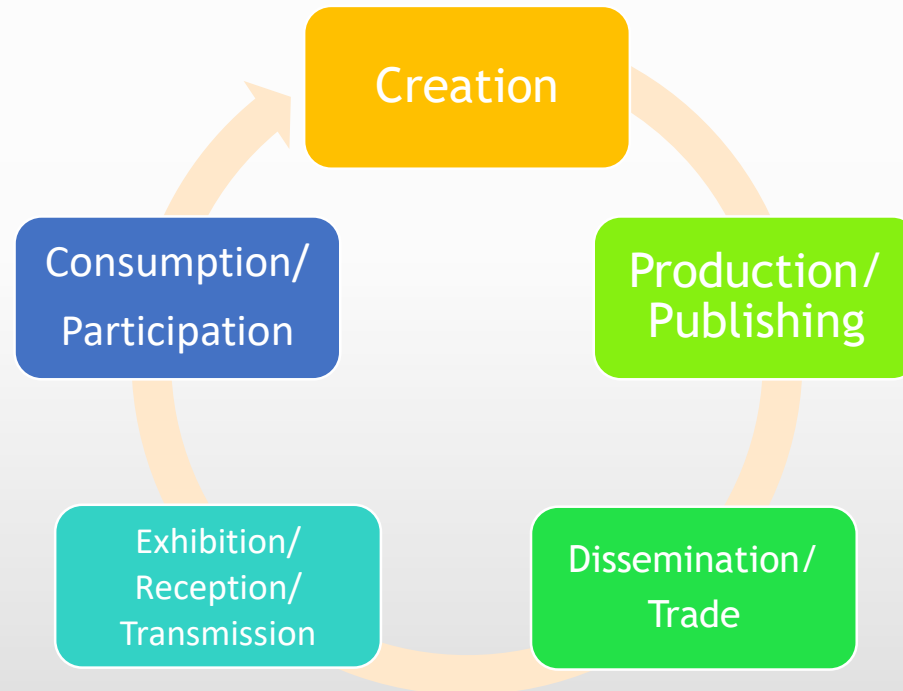 Creation
Production/
Publishing
Dissemination/
Trade
Exhibition/
Reception/
Transmission
Consumption/
Participation